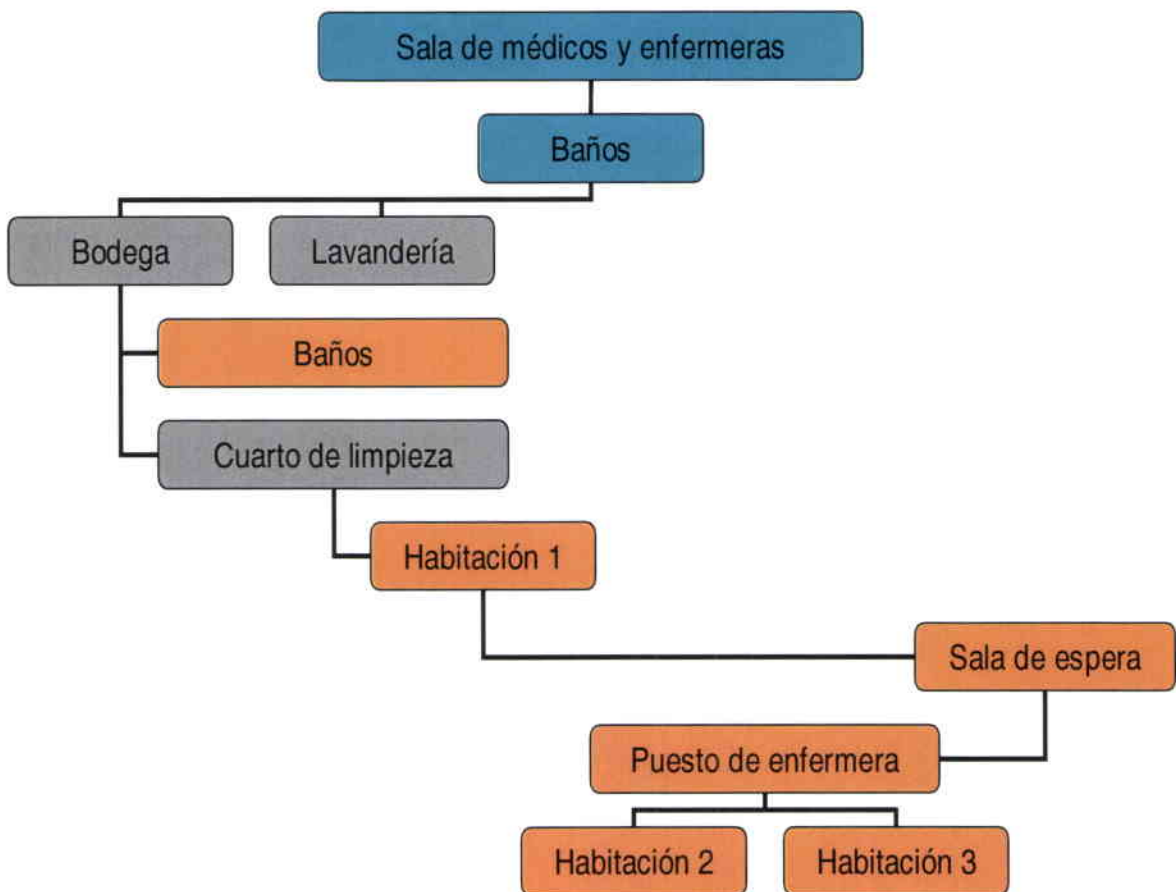 Sala de médicos y enfermeras
Baños
Bodega
Lavandería
Baños
Cuarto de limpieza
Habitación 1
Sala de espera
Puesto de enfermera
Habitación 2
Habitación 3